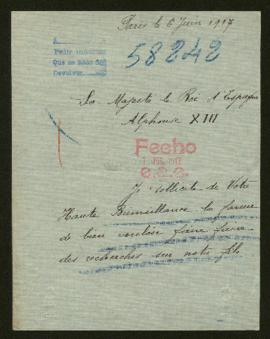 Paris le 6 Juin 1917
58242
Sa Majesté le Roi d'Espagne
Alphonse XIII
Fecho
Je sollicite de Votre
Haute Bienveillance la faveur
de bien vouloir faire faire
des recherches sur notre fils